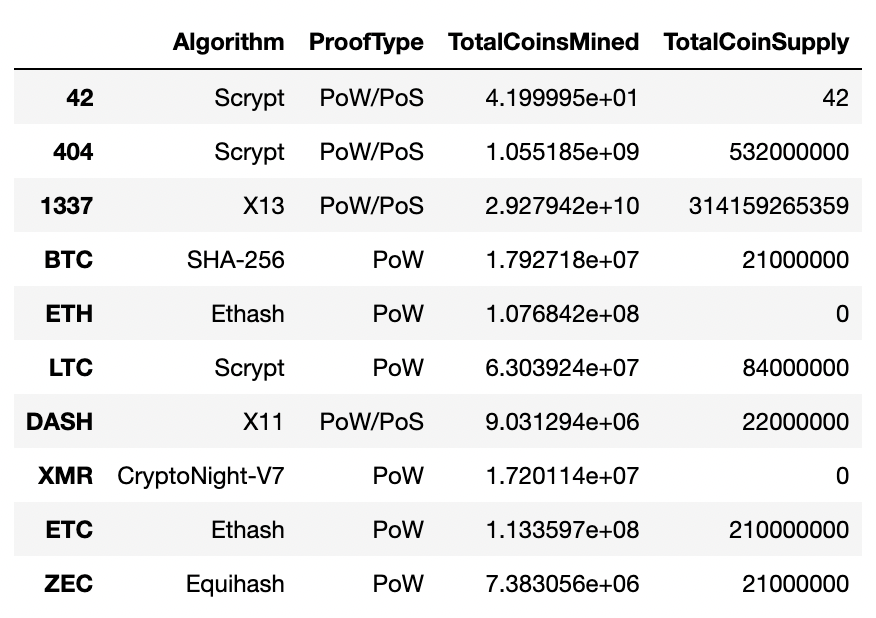 Algorithm ProofType TotalCoinsMined TotalCoinSupply
42 Scrypt PoW/PoS 4.199995e+01 42
404 Scrypt PoW/PoS 1.055185e+09 532000000
1337 X13 PoW/PoS 2.927942e+10 314159265359
BTC SHA-256 PoW 1.792718e+07 21000000
ETH Ethash PoW 1.076842e+08 0
LTC Scrypt PoW 6.303924e+07 84000000
DASH X11 PoW/PoS 9.031294e+06 22000000
XMR CryptoNight-V7 PoW 1.720114e+07 0
ETC Ethash PoW 1.133597e+08 210000000
ZEC Equihash PoW 7.383056e+06 21000000